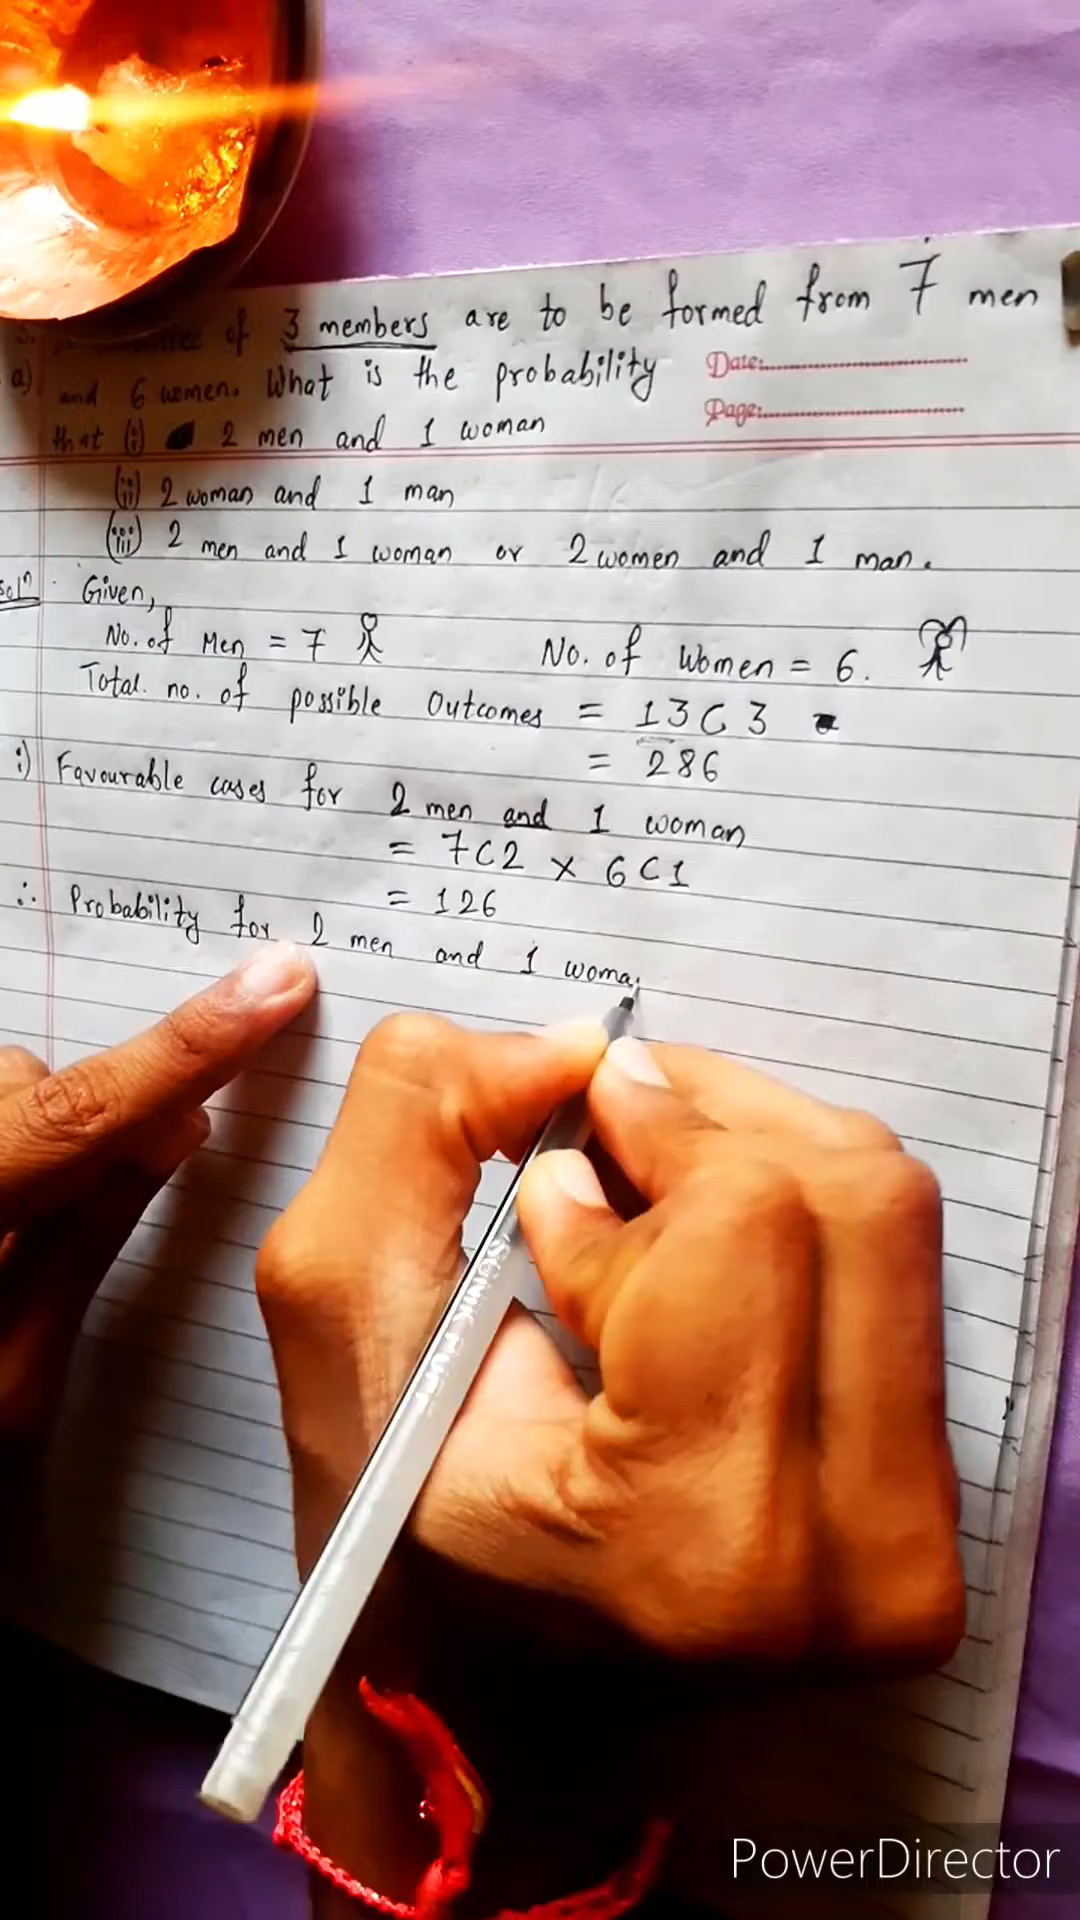 of 3 members are to be formed from 7 men
a) and 6 women. What is the probability
Date:
Page:
that (i) 2 men and 1 woman
(ii) 2 woman and 1 man
(iii) 2 men and 1 woman or 2 women and 1 man.
Solⁿ Given,
No. of Men = 7 No. of Women = 6.
Total. no. of possible Outcomes = 13C3
= 286
i) Favourable cases for 2 men and 1 woman
= 7C2 × 6C1
= 126
∴ Probability for 2 men and 1 woma
PowerDirector